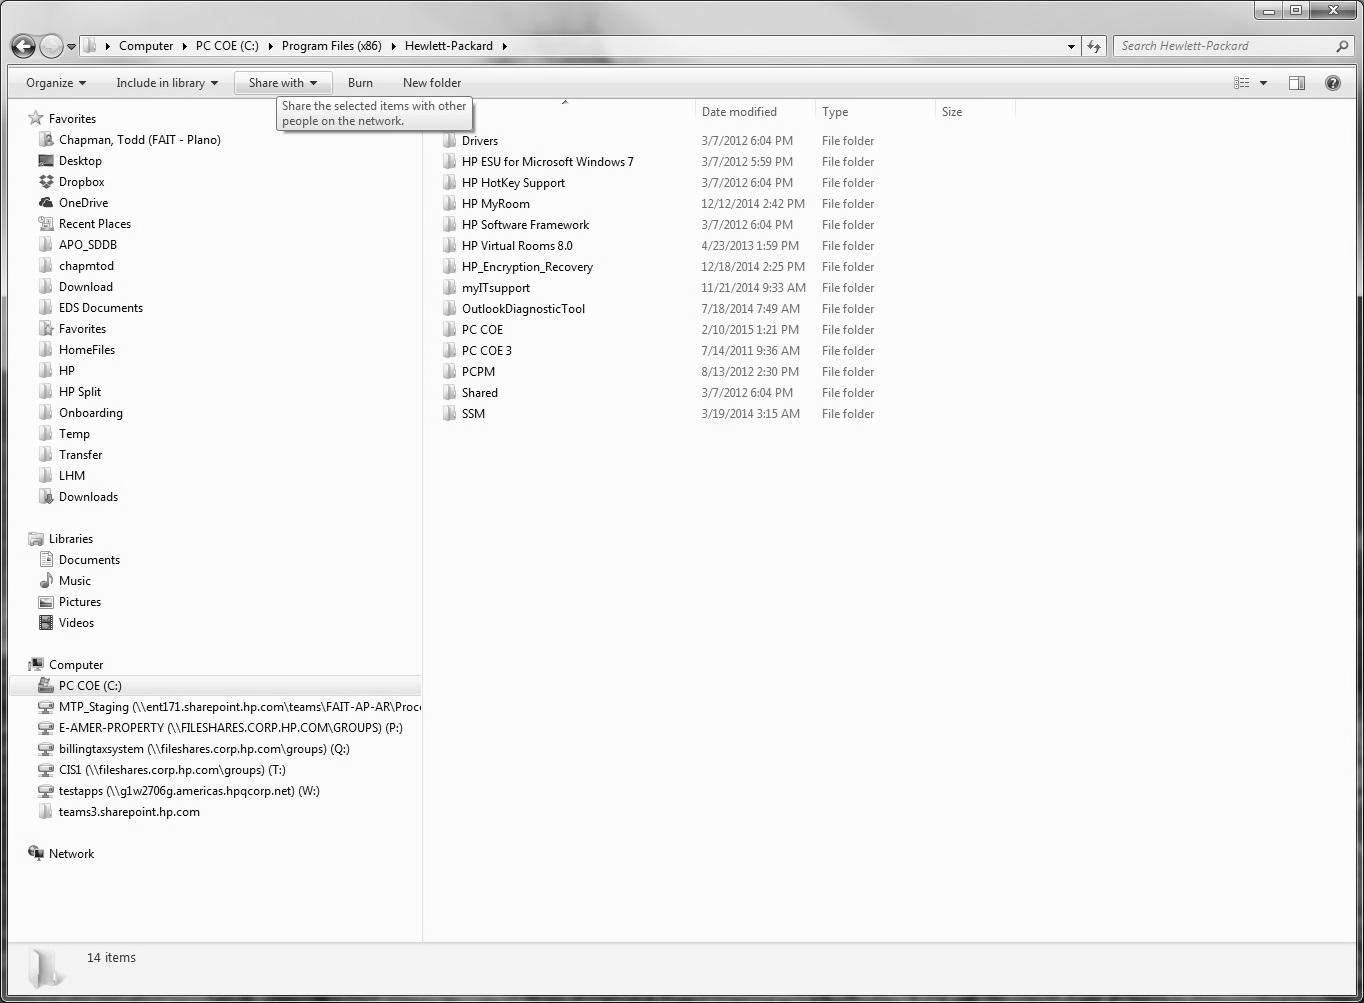 Computer ▸ PC COE (C:) ▸ Program Files (x86) ▸ Hewlett-Packard ▸
Search Hewlett-Packard
Organize Include in library Share with Burn New folder
Share the selected items with other
people on the network.
Date modified Type Size
Favorites
Chapman, Todd (FAIT - Plano)
Desktop
Dropbox
OneDrive
Recent Places
APO_SDDB
chapmtod
Download
EDS Documents
Favorites
HomeFiles
HP
HP Split
Onboarding
Temp
Transfer
LHM
Downloads
Libraries
Documents
Music
Pictures
Videos
Computer
PC COE (C:)
MTP_Staging (\\ent171.sharepoint.hp.com\teams\FAIT-AP-AR\Proc
E-AMER-PROPERTY (\\FILESHARES.CORP.HP.COM\GROUPS) (P:)
billingtaxsystem (\\fileshares.corp.hp.com\groups) (Q:)
CIS1 (\\fileshares.corp.hp.com\groups) (T:)
testapps (\\g1w2706g.americas.hpqcorp.net) (W:)
teams3.sharepoint.hp.com
Network
Drivers 3/7/2012 6:04 PM File folder
HP ESU for Microsoft Windows 7 3/7/2012 5:59 PM File folder
HP HotKey Support 3/7/2012 6:04 PM File folder
HP MyRoom 12/12/2014 2:42 PM File folder
HP Software Framework 3/7/2012 6:04 PM File folder
HP Virtual Rooms 8.0 4/23/2013 1:59 PM File folder
HP_Encryption_Recovery 12/18/2014 2:25 PM File folder
myITsupport 11/21/2014 9:33 AM File folder
OutlookDiagnosticTool 7/18/2014 7:49 AM File folder
PC COE 2/10/2015 1:21 PM File folder
PC COE 3 7/14/2011 9:36 AM File folder
PCPM 8/13/2012 2:30 PM File folder
Shared 3/7/2012 6:04 PM File folder
SSM 3/19/2014 3:15 AM File folder
14 items